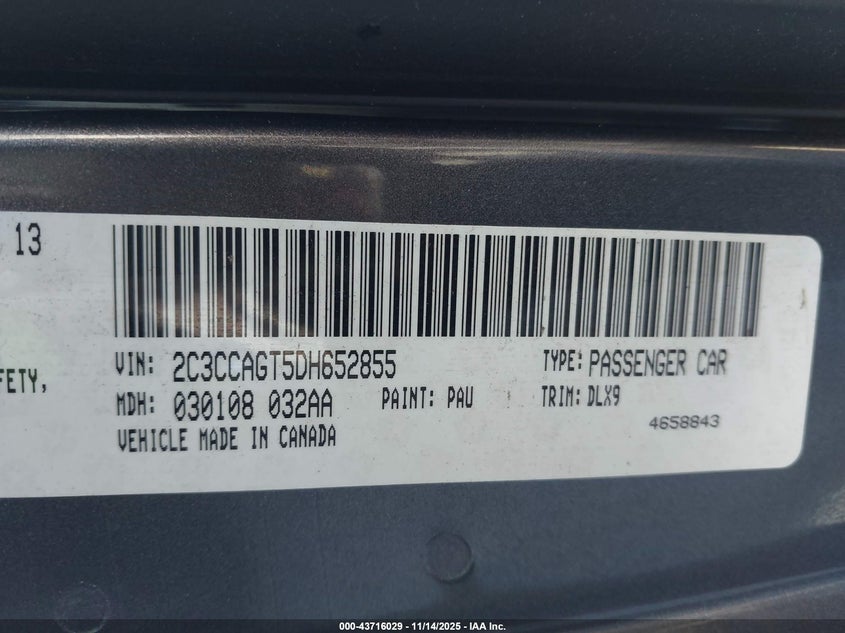 13
VIN: 2C3CCAGT5DH652855 TYPE: PASSENGER CAR
FETY,
MDH: 030108 032AA PAINT: PAU TRIM: DLX9
4658843
VEHICLE MADE IN CANADA
000-43716029 - 11/14/2025 - IAA Inc.